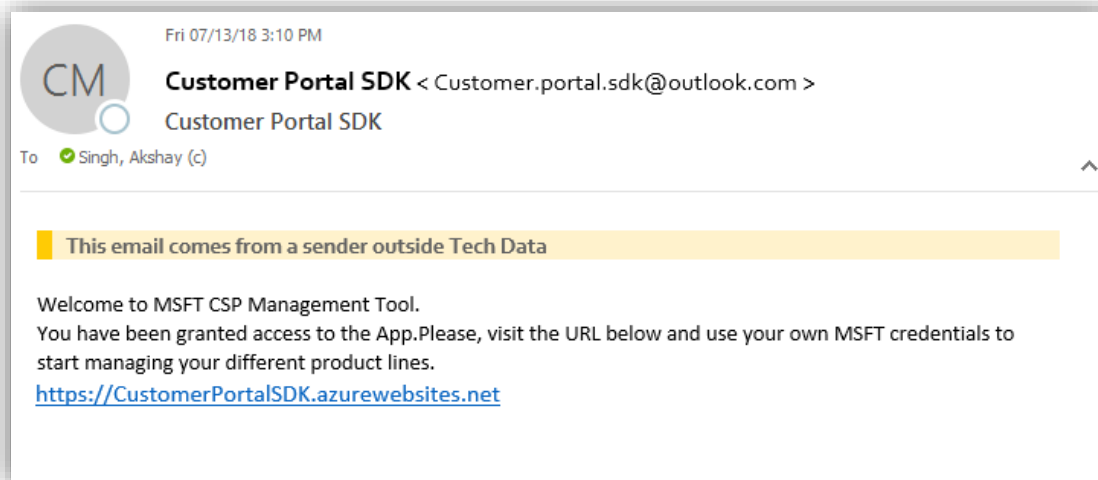 Fri 07/13/18 3:10 PM
CM
Customer Portal SDK < Customer.portal.sdk@outlook.com >
Customer Portal SDK
To Singh, Akshay (c)
This email comes from a sender outside Tech Data
Welcome to MSFT CSP Management Tool.
You have been granted access to the App.Please, visit the URL below and use your own MSFT credentials to
start managing your different product lines.
https://CustomerPortalSDK.azurewebsites.net